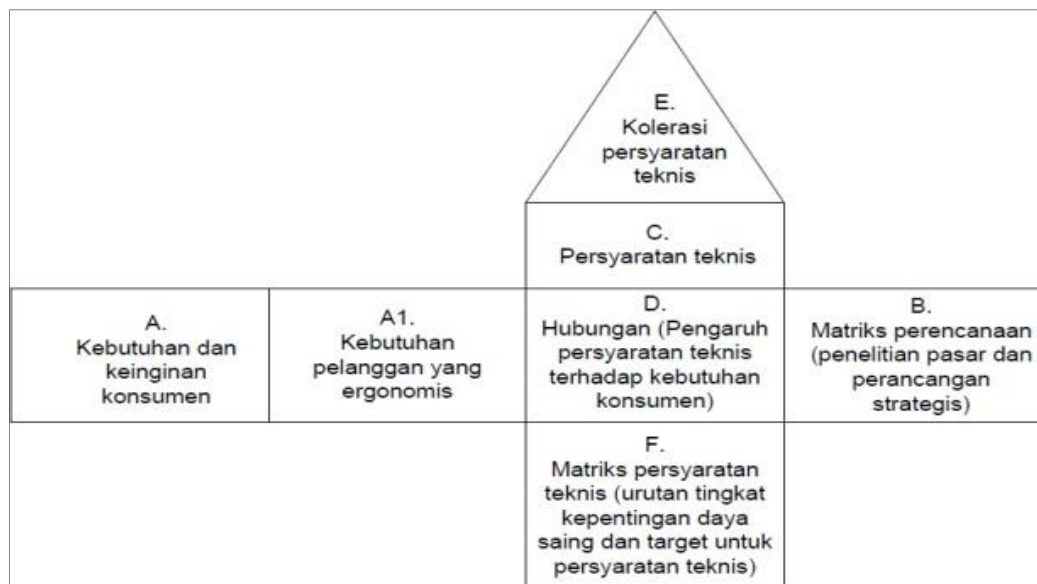 E.
Kolerasi
persyaratan
teknis
C.
Persyaratan teknis
A.
Kebutuhan dan
keinginan
konsumen
A1.
Kebutuhan
pelanggan yang
ergonomis
D.
Hubungan (Pengaruh
persyaratan teknis
terhadap kebutuhan
konsumen)
B.
Matriks perencanaan
(penelitian pasar dan
perancangan
strategis)
F.
Matriks persyaratan
teknis (urutan tingkat
kepentingan daya
saing dan target untuk
persyaratan teknis)